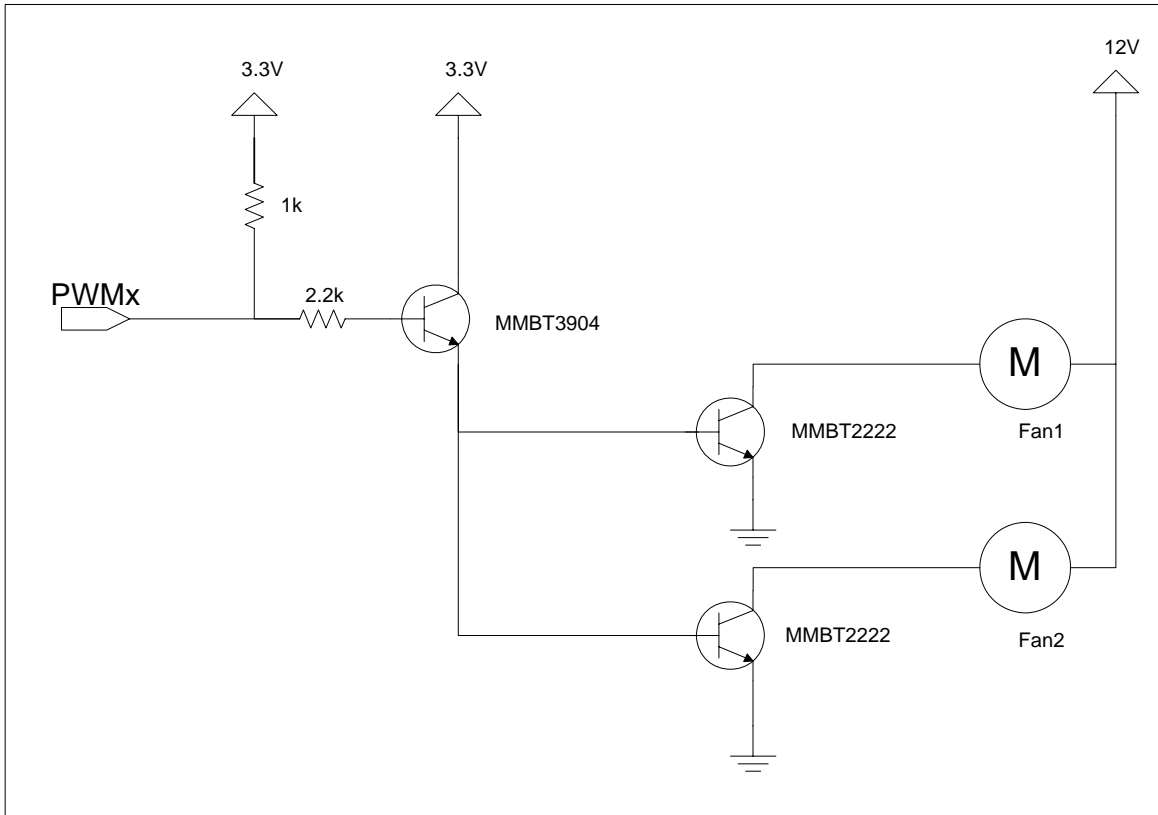 12V
3.3V
3.3V
1k
PWMx
2.2k
MMBT3904
M
MMBT2222
Fan1
M
MMBT2222
Fan2